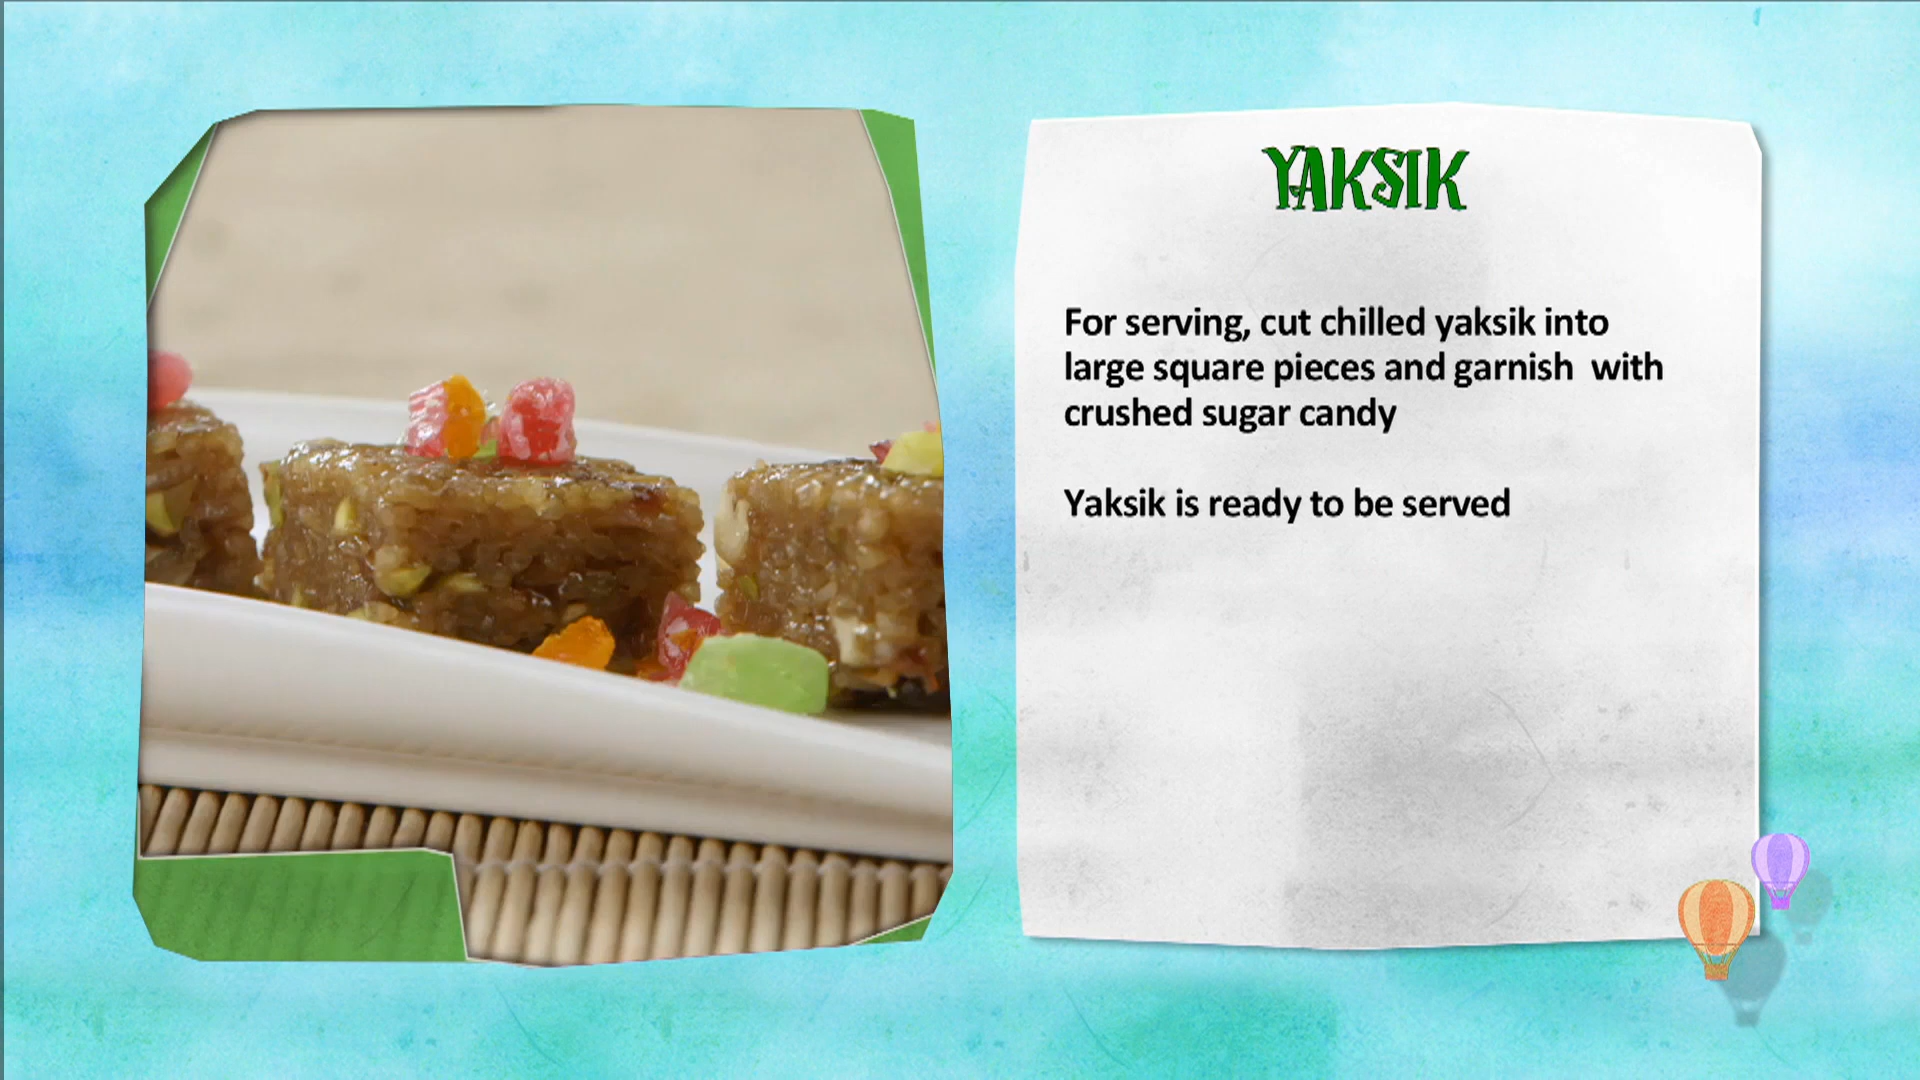 YAKSIK
For serving, cut chilled yaksik into
large square pieces and garnish  with
crushed sugar candy
Yaksik is ready to be served